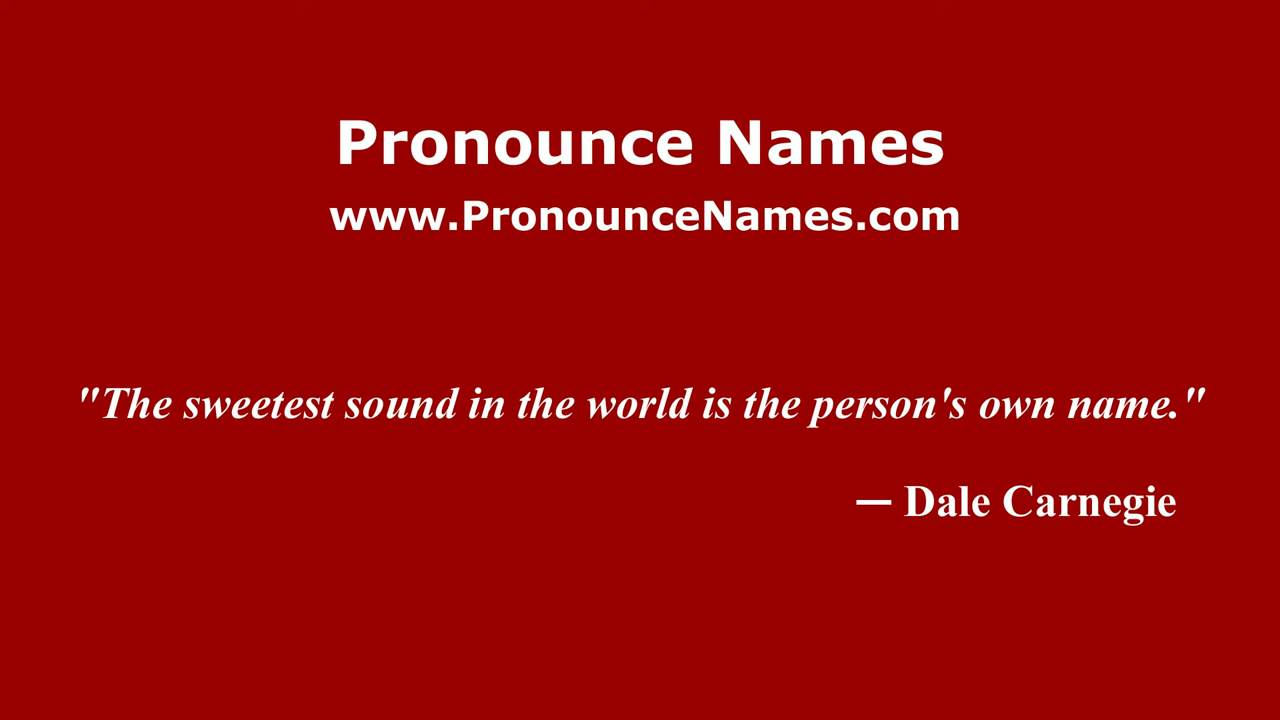 Pronounce Names
www.PronounceNames.com
"The sweetest sound in the world is the person's own name."
— Dale Carnegie